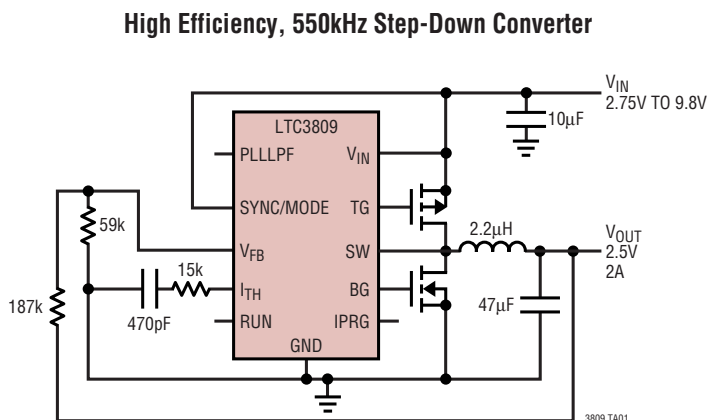 High Efficiency, 550kHz Step-Down Converter
VIN
2.75V TO 9.8V
10µF
LTC3809
PLLLPF
VIN
SYNC/MODE
TG
59k
2.2µH
VOUT
2.5V
2A
VFB
SW
15k
187k
ITH
BG
47µF
470pF
RUN
IPRG
GND
3809 TA01